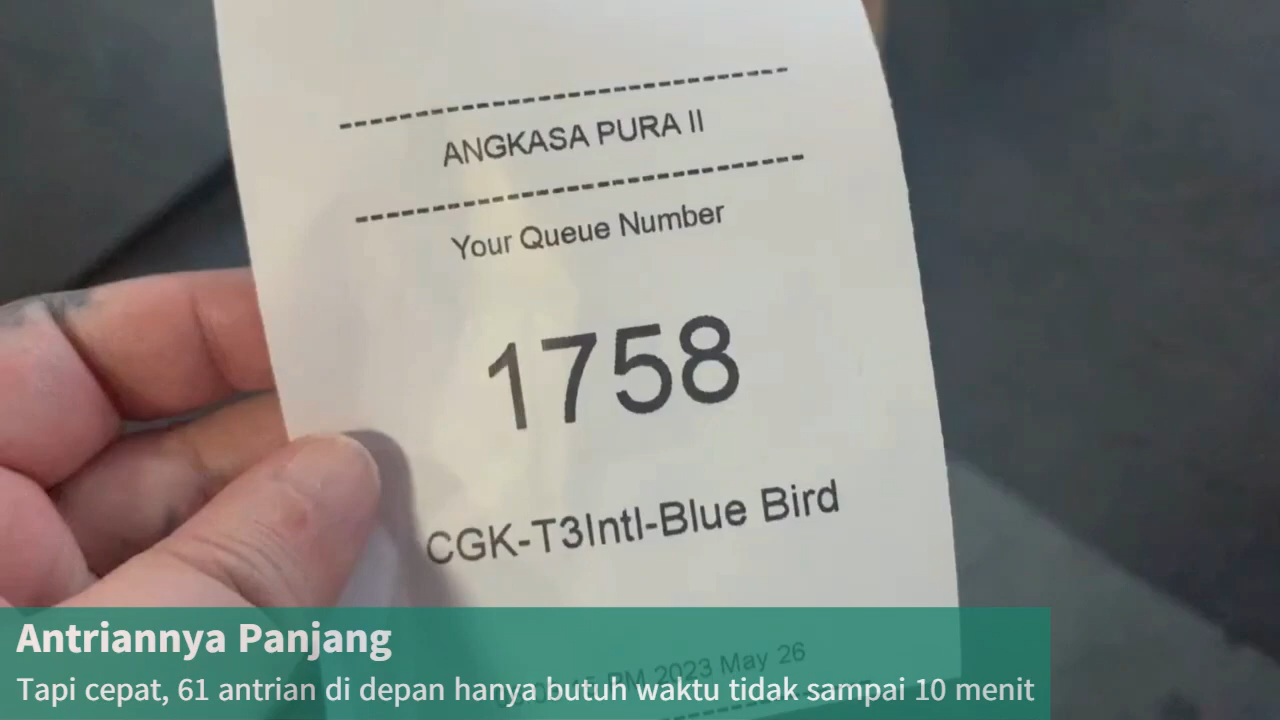 ANGKASA PURA II
Your Queue Number
1758
CGK-T3Intl-Blue Bird
PM 2023 May 26
Antriannya Panjang
Tapi cepat, 61 antrian di depan hanya butuh waktu tidak sampai 10 menit